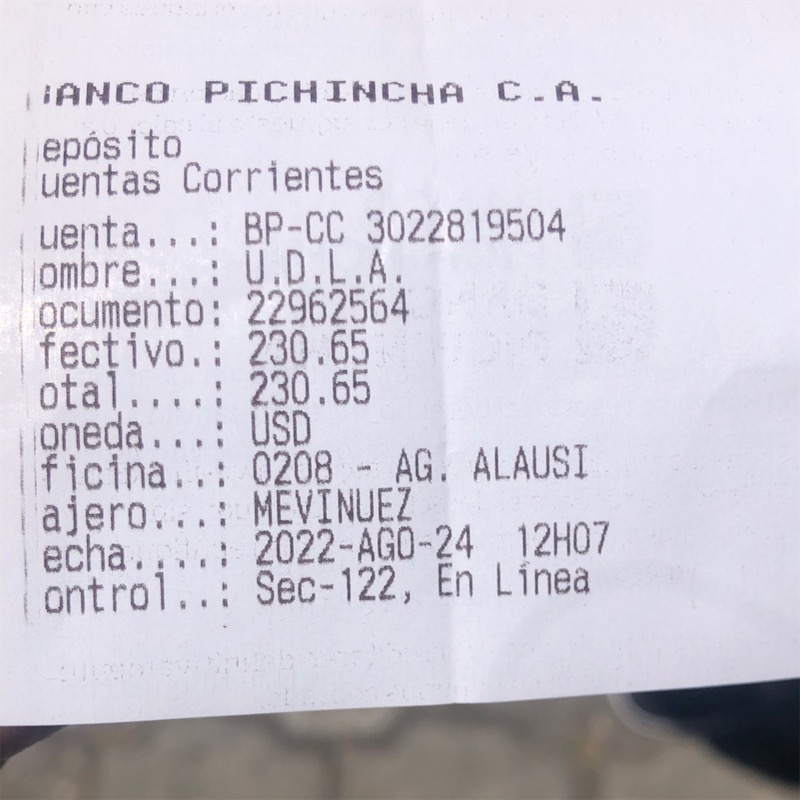 ANCO PICHINCHA C.A.
epósito
uentas Corrientes
uenta...: BP-CC 3022819504
ombre...: U.D.L.A.
ocumento: 22962564
fectivo.: 230.65
otal....: 230.65
oneda...: USD
ficina..: 0208 - AG. ALAUSI
ajero...: MEVINUEZ
echa....: 2022-AGO-24 12H07
ontrol..: Sec-122, En Línea